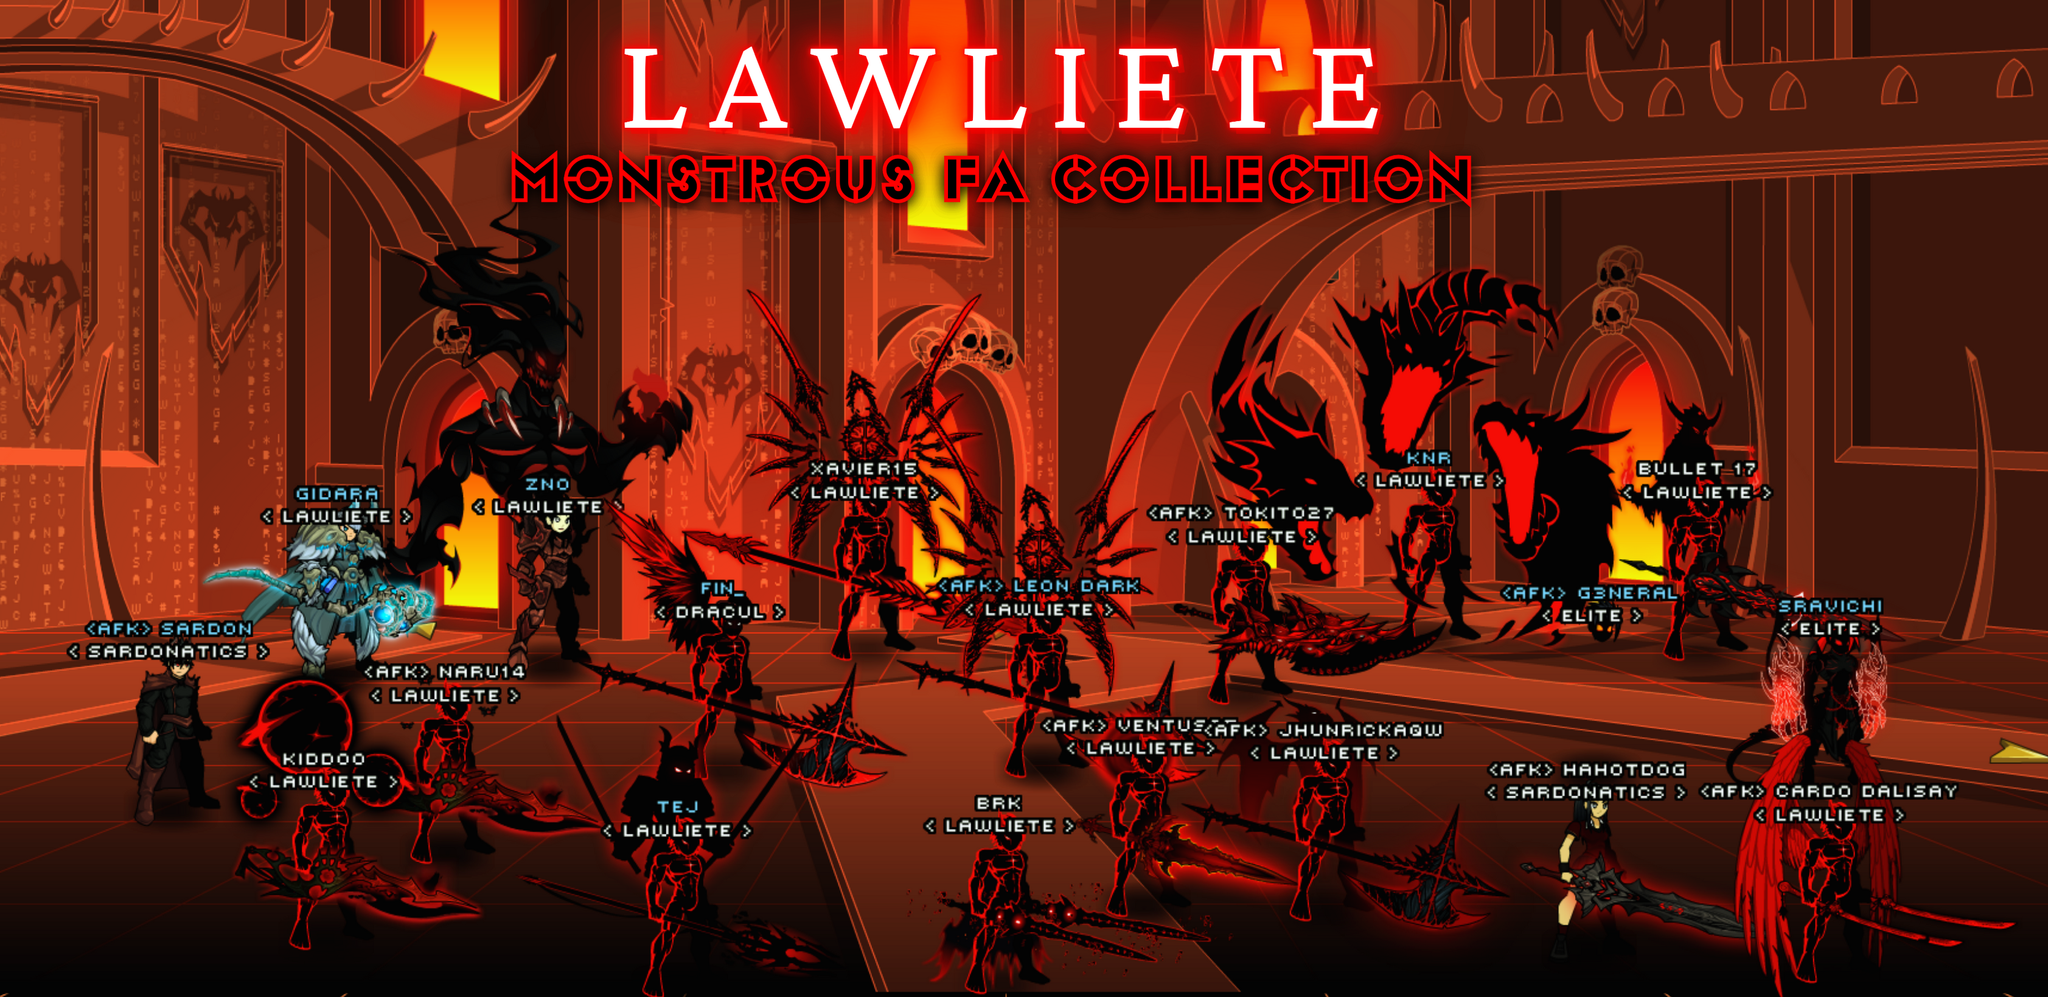 LAWLIETE
MONSTROUS FA COLLECTION
XAVIER15
< LAWLIETE >
KNR
< LAWLIETE >
BULLET 17
< LAWLIETE >
GIDARA
< LAWLIETE >
ZNO
< LAWLIETE
<AFK> TOKITO27
< LAWLIETE >
FIN_
< DRACUL >
<AFK> LEON DARK
< LAWLIETE >
<AFK> G3NERAL
< ELITE >
SRAVICHI
< ELITE >
<AFK> SARDON
< SARDONATICS >
<AFK> NARU14
< LAWLIETE >
<AFK>
< LAWLIETE >
<AFK> JHUNRICKAQW
< LAWLIETE >
KIDDOO
< LAWLIETE >
TEJ
< LAWLIETE >
BRK
< LAWLIETE >
<AFK> HAHOTDOG
< SARDONATICS >
<AFK> CARDO DALISAY
< LAWLIETE >